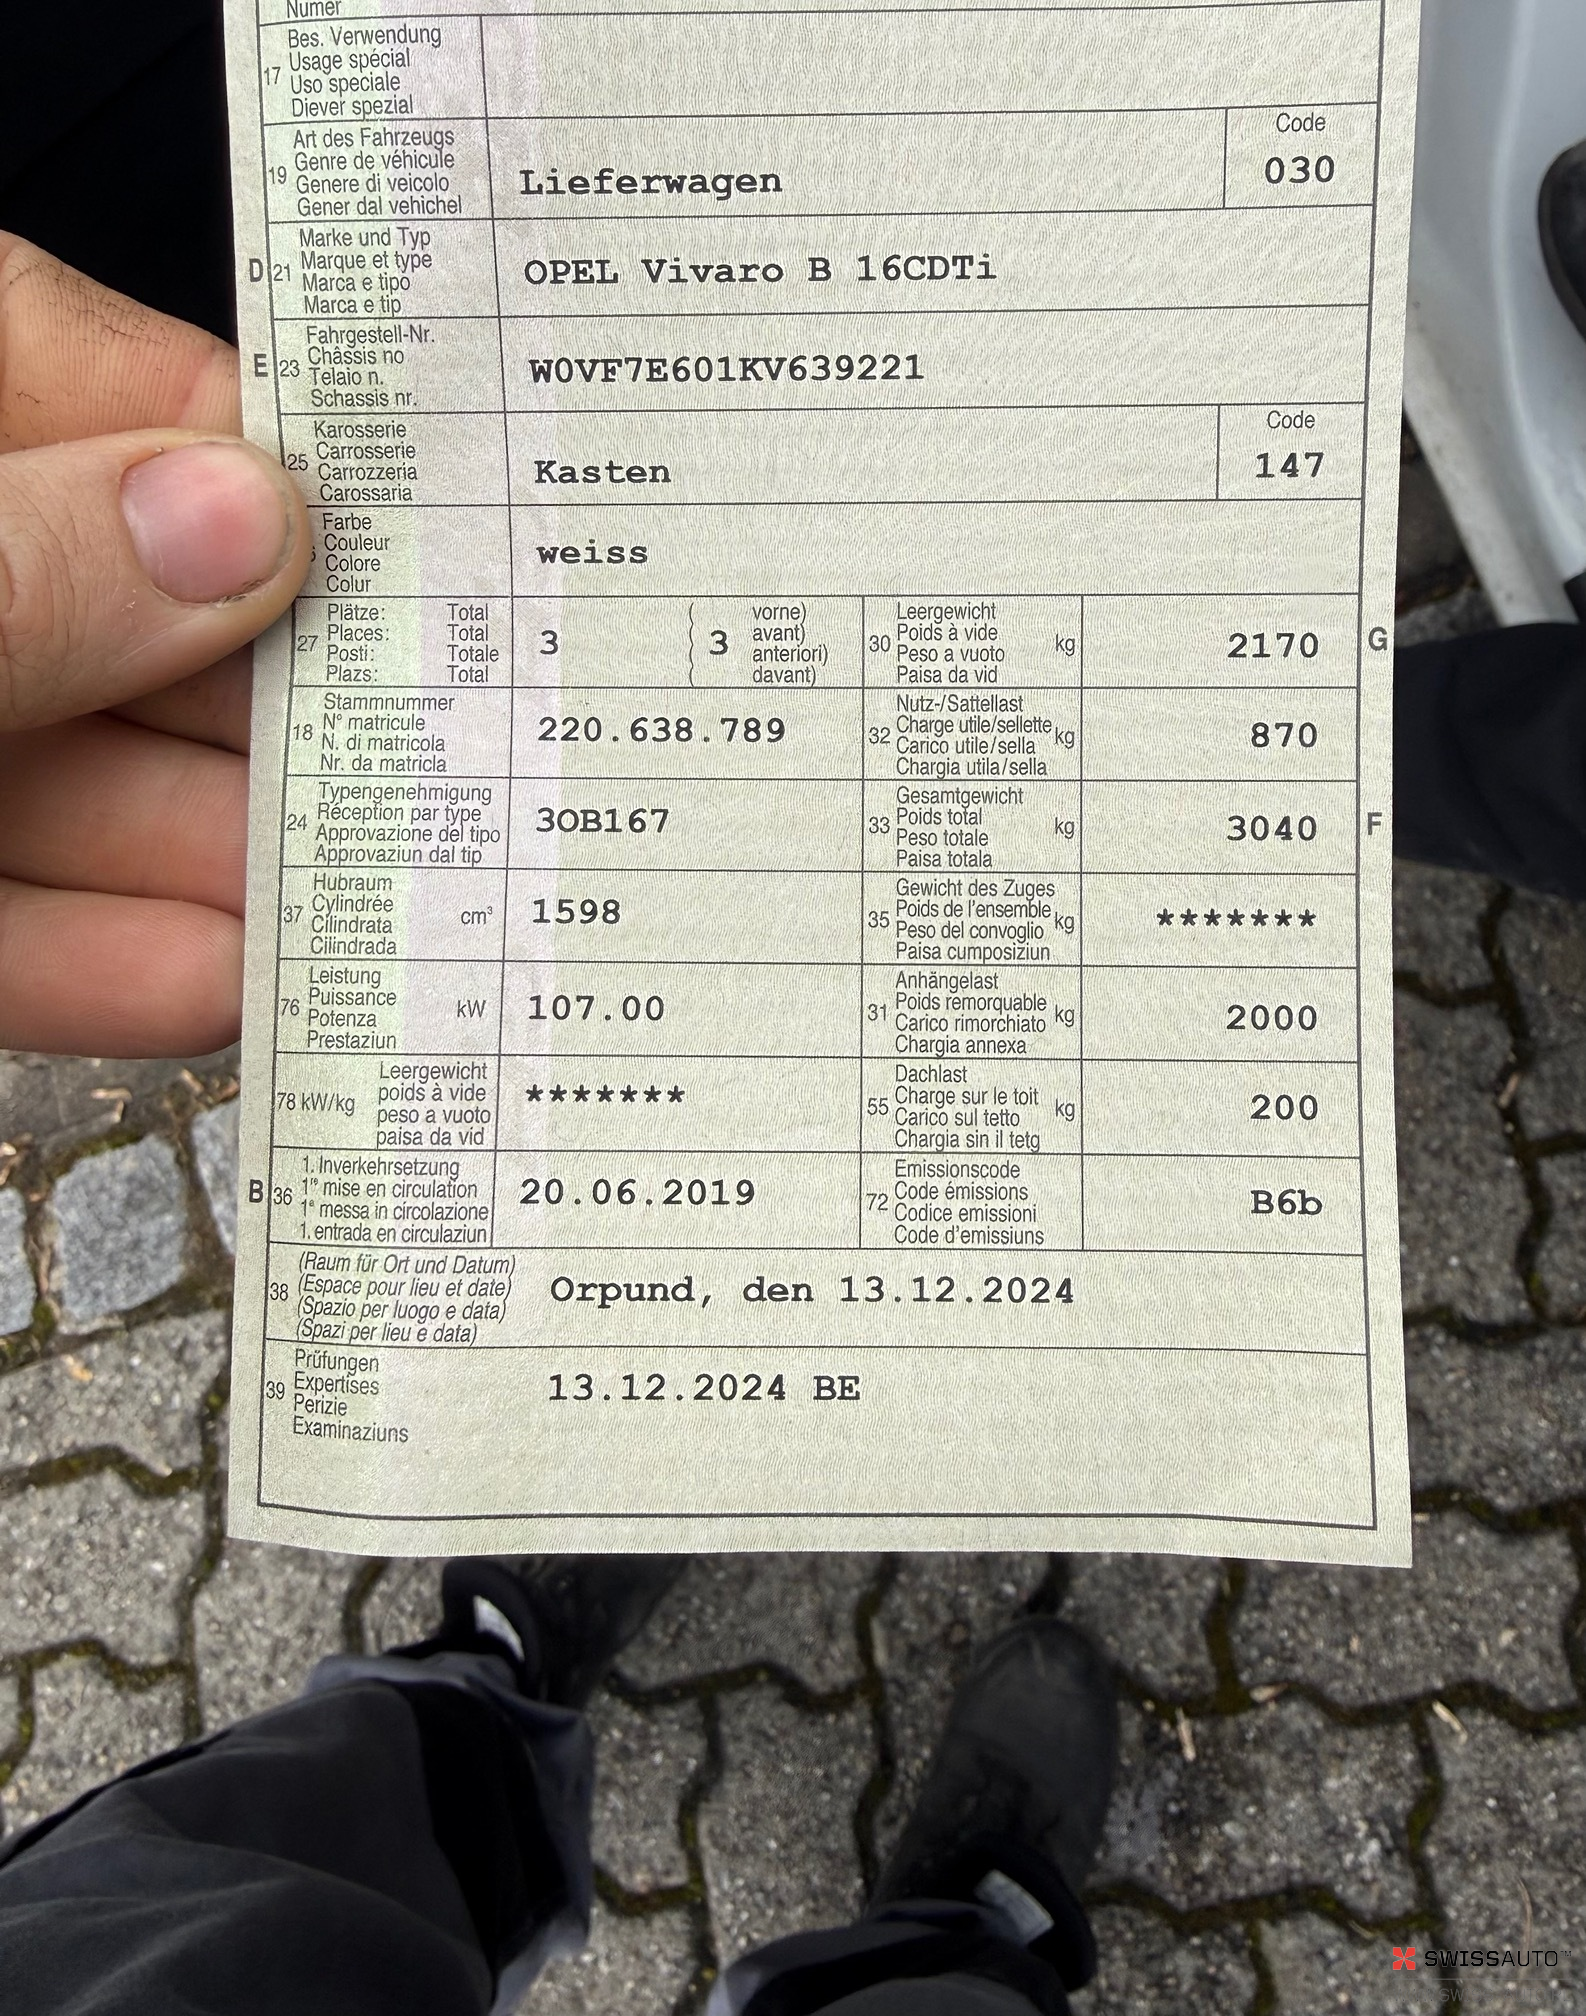 Numer
17
Bes. Verwendung
Usage spécial
Uso speciale
Diever spezial
19
Art des Fahrzeugs
Genre de véhicule
Genere di veicolo
Gener dal vehichel
Lieferwagen
Code
030
D 21
Marke und Typ
Marque et type
Marca e tipo
Marca e tip
OPEL Vivaro B 16CDTi
E 23
Fahrgestell-Nr.
Châssis no
Telaio n.
Schassis nr.
W0VF7E601KV639221
25
Karosserie
Carrosserie
Carrozzeria
Carossaria
Kasten
Code
147
Farbe
Couleur
Colore
Colur
weiss
27
Plätze: Total
Places: Total
Posti: Totale
Plazs: Total
3 ( 3 vorne)
avant)
anteriori)
davant)
30
Leergewicht
Poids à vide
Peso a vuoto
Paisa da vid
kg
2170
G
18
Stammnummer
N° matricule
N. di matricola
Nr. da matricla
220.638.789
32
Nutz-/Sattellast
Charge utile/sellette
Carico utile/sella
Chargia utila/sella
kg
870
24
Typengenehmigung
Réception par type
Approvazione del tipo
Approvaziun dal tip
3OB167
33
Gesamtgewicht
Poids total
Peso totale
Paisa totala
kg
3040
F
37
Hubraum
Cylindrée
Cilindrata
Cilindrada
cm³
1598
35
Gewicht des Zuges
Poids de l'ensemble
Peso del convoglio
Paisa cumposiziun
kg
*******
76
Leistung
Puissance
Potenza
Prestaziun
kW
107.00
31
Anhängelast
Poids remorquable
Carico rimorchiato
Chargia annexa
kg
2000
78 kW/kg
Leergewicht
poids à vide
peso a vuoto
paisa da vid
*******
55
Dachlast
Charge sur le toit
Carico sul tetto
Chargia sin il tetg
kg
200
B 36
1. Inverkehrsetzung
1re mise en circulation
1a messa in circolazione
1. entrada en circulaziun
20.06.2019
72
Emissionscode
Code émissions
Codice emissioni
Code d'emissiuns
B6b
38
(Raum für Ort und Datum)
(Espace pour lieu et date)
(Spazio per luogo e data)
(Spazi per lieu e data)
Orpund, den 13.12.2024
39
Prüfungen
Expertises
Perizie
Examinaziuns
13.12.2024 BE
SWISSAUTO™